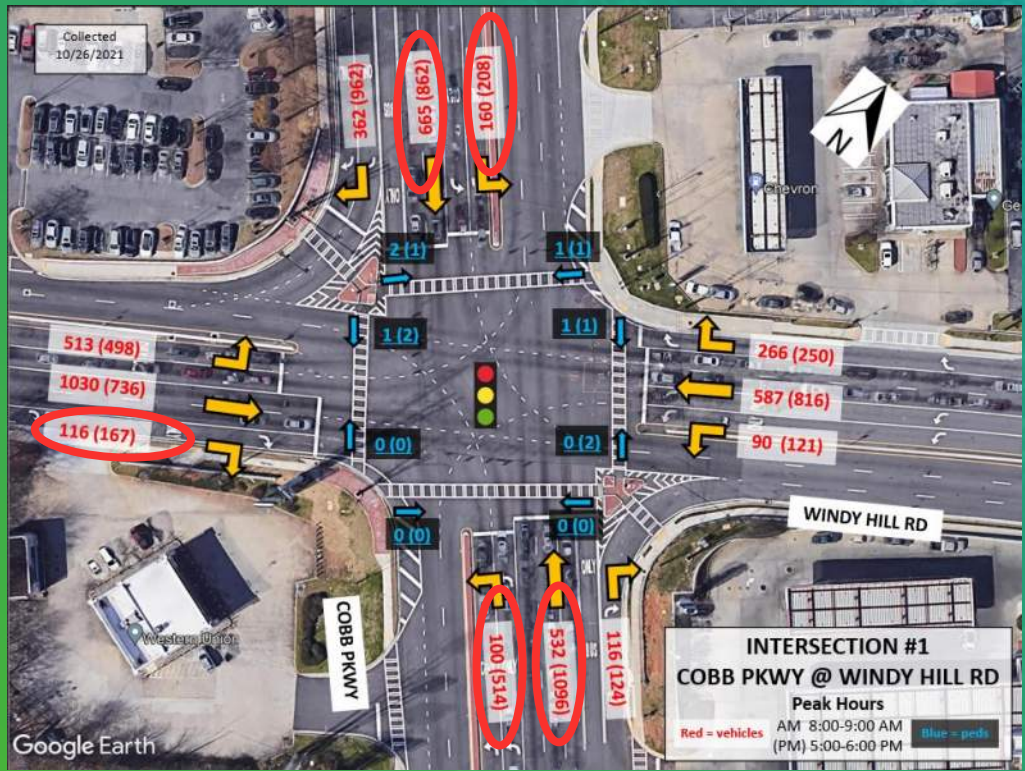 Collected
10/26/2021
362 (962)
665 (862)
160 (208)
ONLY
N
Chevron
Ge
2 (1)
1 (1)
1 (2)
1 (1)
513 (498)
1030 (736)
116 (167)
266 (250)
587 (816)
90 (121)
0 (0)
0 (2)
0 (0)
0 (0)
WINDY HILL RD
ONLY
COBB PKWY
Western Union
100 (514)
532 (1096)
116 (124)
INTERSECTION #1
COBB PKWY @ WINDY HILL RD
Peak Hours
Red = vehicles
AM 8:00-9:00 AM
(PM) 5:00-6:00 PM
Blue = peds
Google Earth